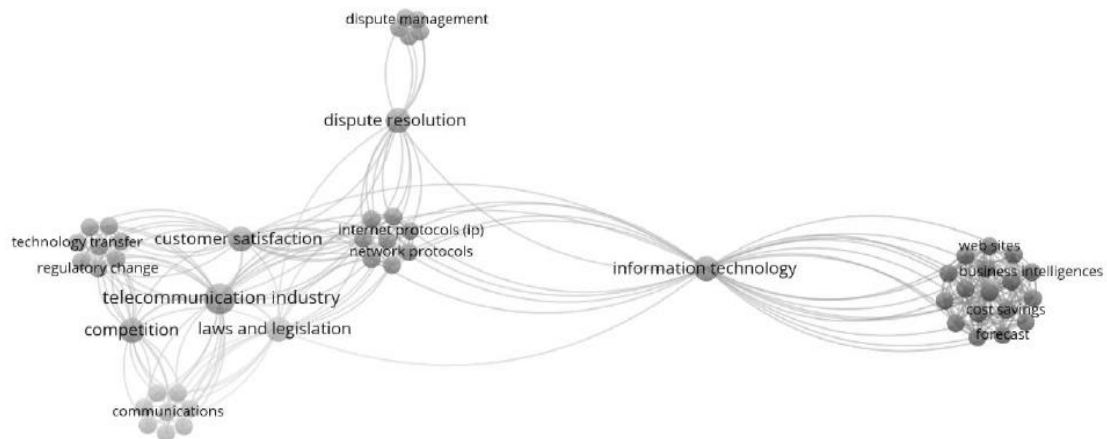 dispute management
dispute resolution
technology transfer
customer satisfaction
internet protocols (ip)
regulatory change
network protocols
information technology
web sites
business intelligences
cost savings
forecast
telecommunication industry
competition
laws and legislation
communications